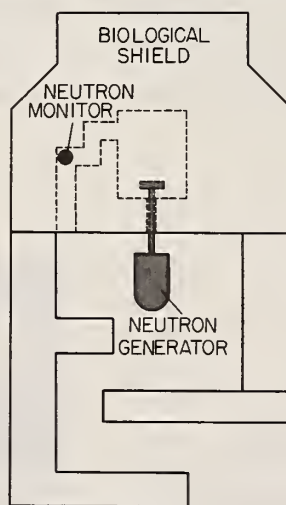 BIOLOGICAL
SHIELD
NEUTRON
MONITOR
NEUTRON
GENERATOR